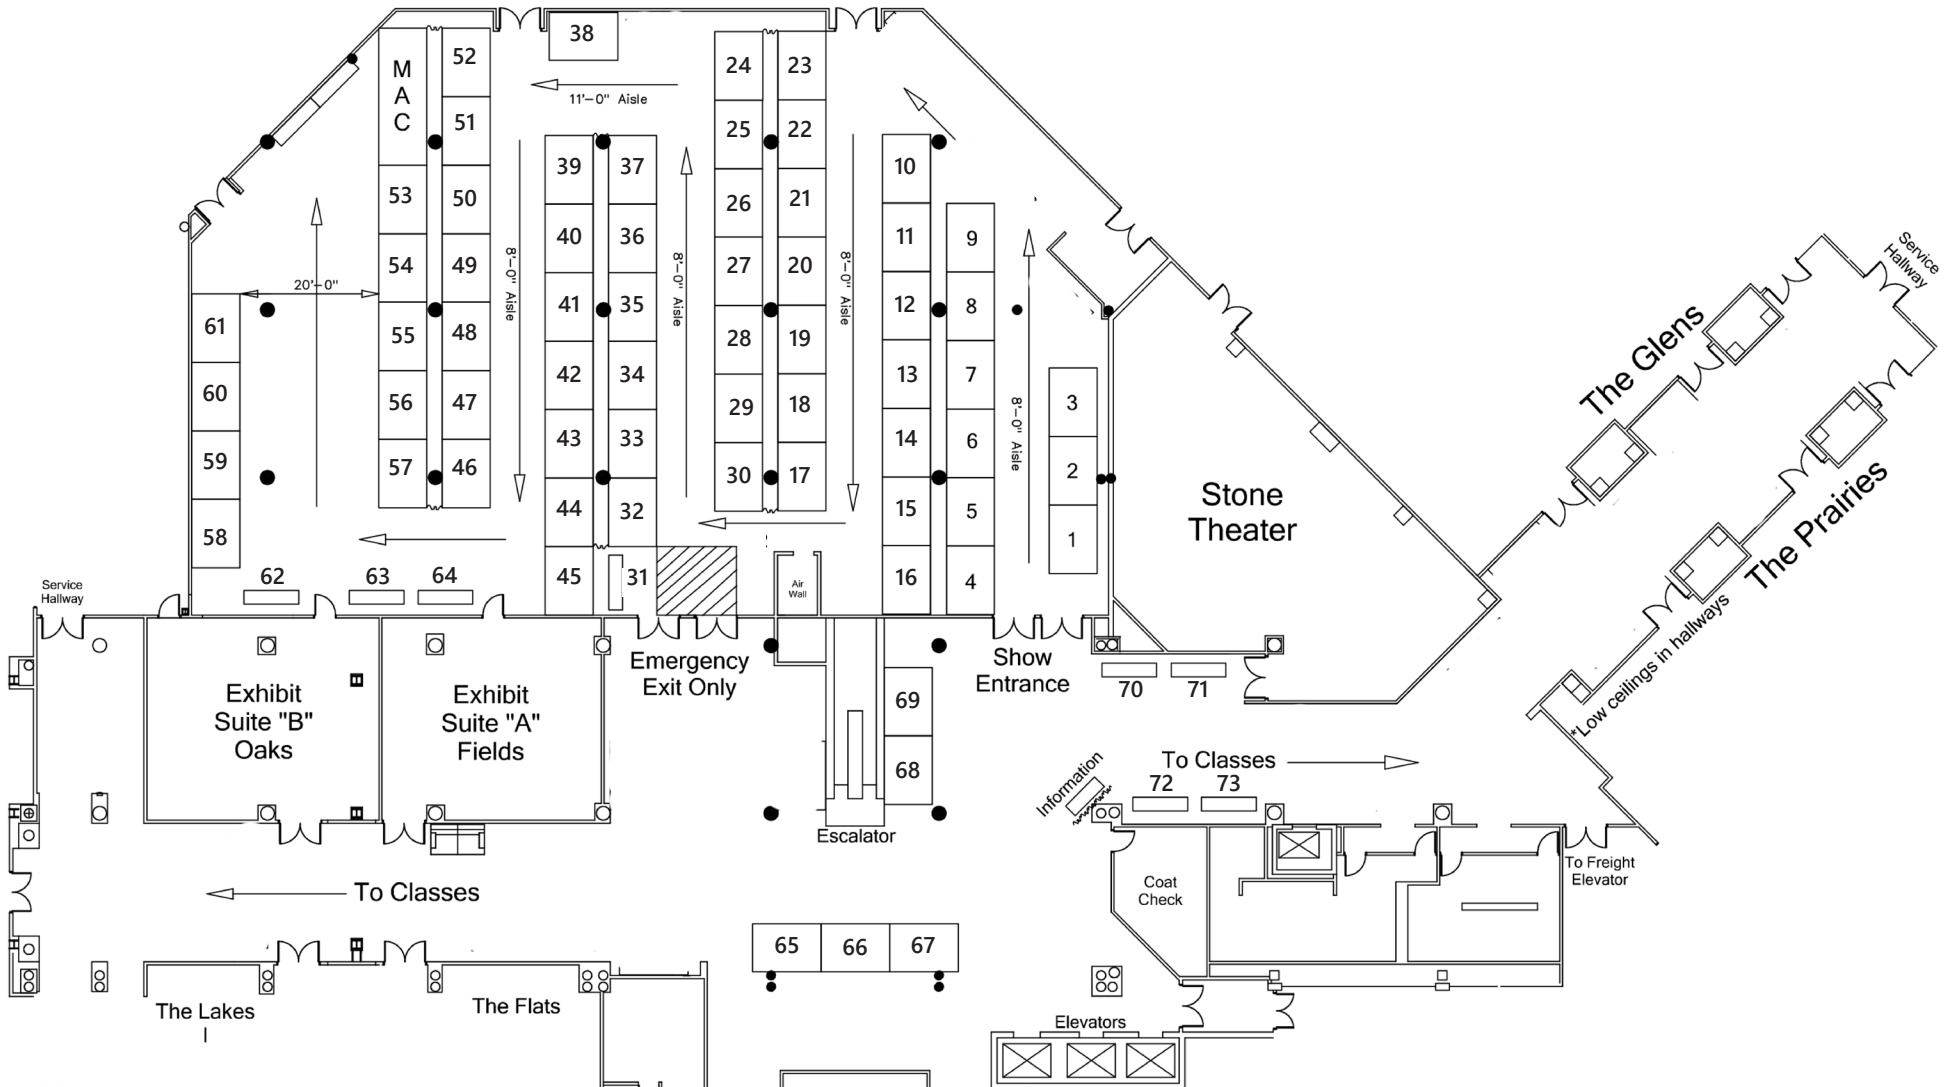 38
52
M
A
C
24
23
11'-0" Aisle
51
25
22
39
37
10
53
50
26
21
40
36
11
9
Service
Hallway
54
49
27
20
8'-0" Aisle
8'-0" Aisle
8'-0" Aisle
20'-0"
41
35
12
8
61
55
48
28
19
The Glens
42
34
13
7
60
56
47
29
18
3
8'-0" Aisle
43
33
14
6
59
57
46
30
17
2
Stone
Theater
44
32
15
5
58
1
The Prairies
62
63
64
45
31
Air
Wall
16
4
Service
Hallway
Emergency
Exit Only
Show
Entrance
*Low ceilings in hallways
70
71
Exhibit
Suite "B"
Oaks
Exhibit
Suite "A"
Fields
69
68
To Classes
Information
72
73
Escalator
To Freight
Elevator
Coat
Check
To Classes
65
66
67
The Lakes
The Flats
Elevators